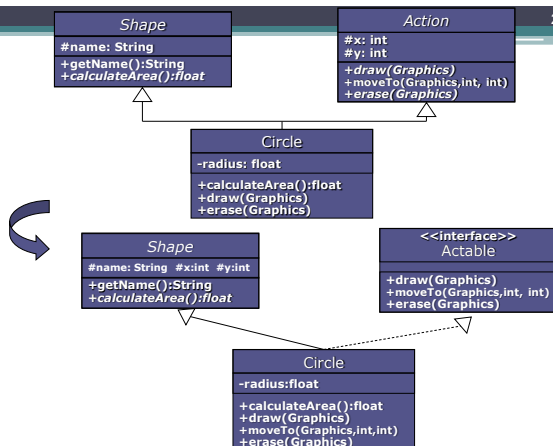 Shape
#name: String
+getName():String
+calculateArea():float
Action
#x: int
#y: int
+draw(Graphics)
+moveTo(Graphics,int, int)
+erase(Graphics)
Circle
-radius: float
+calculateArea():float
+draw(Graphics)
+erase(Graphics)
Shape
#name: String #x:int #y:int
+getName():String
+calculateArea():float
<<interface>>
Actable
+draw(Graphics)
+moveTo(Graphics,int, int)
+erase(Graphics)
Circle
-radius:float
+calculateArea():float
+draw(Graphics)
+moveTo(Graphics,int,int)
+erase(Graphics)